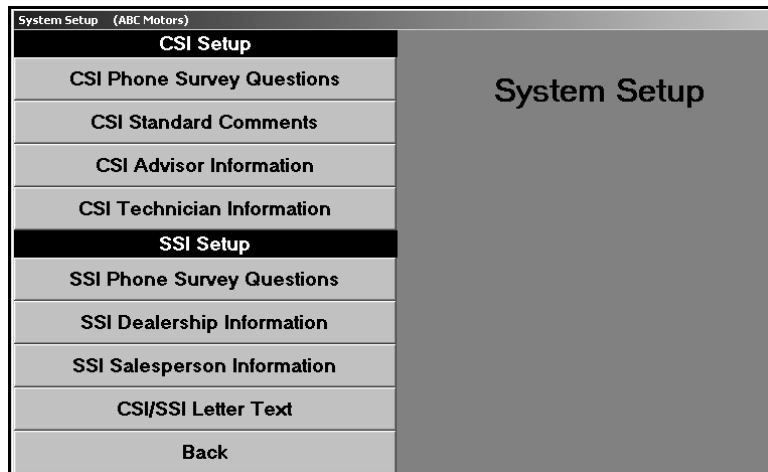 System Setup (ABC Motors)
CSI Setup
CSI Phone Survey Questions
CSI Standard Comments
CSI Advisor Information
CSI Technician Information
SSI Setup
SSI Phone Survey Questions
SSI Dealership Information
SSI Salesperson Information
CSI/SSI Letter Text
Back
System Setup